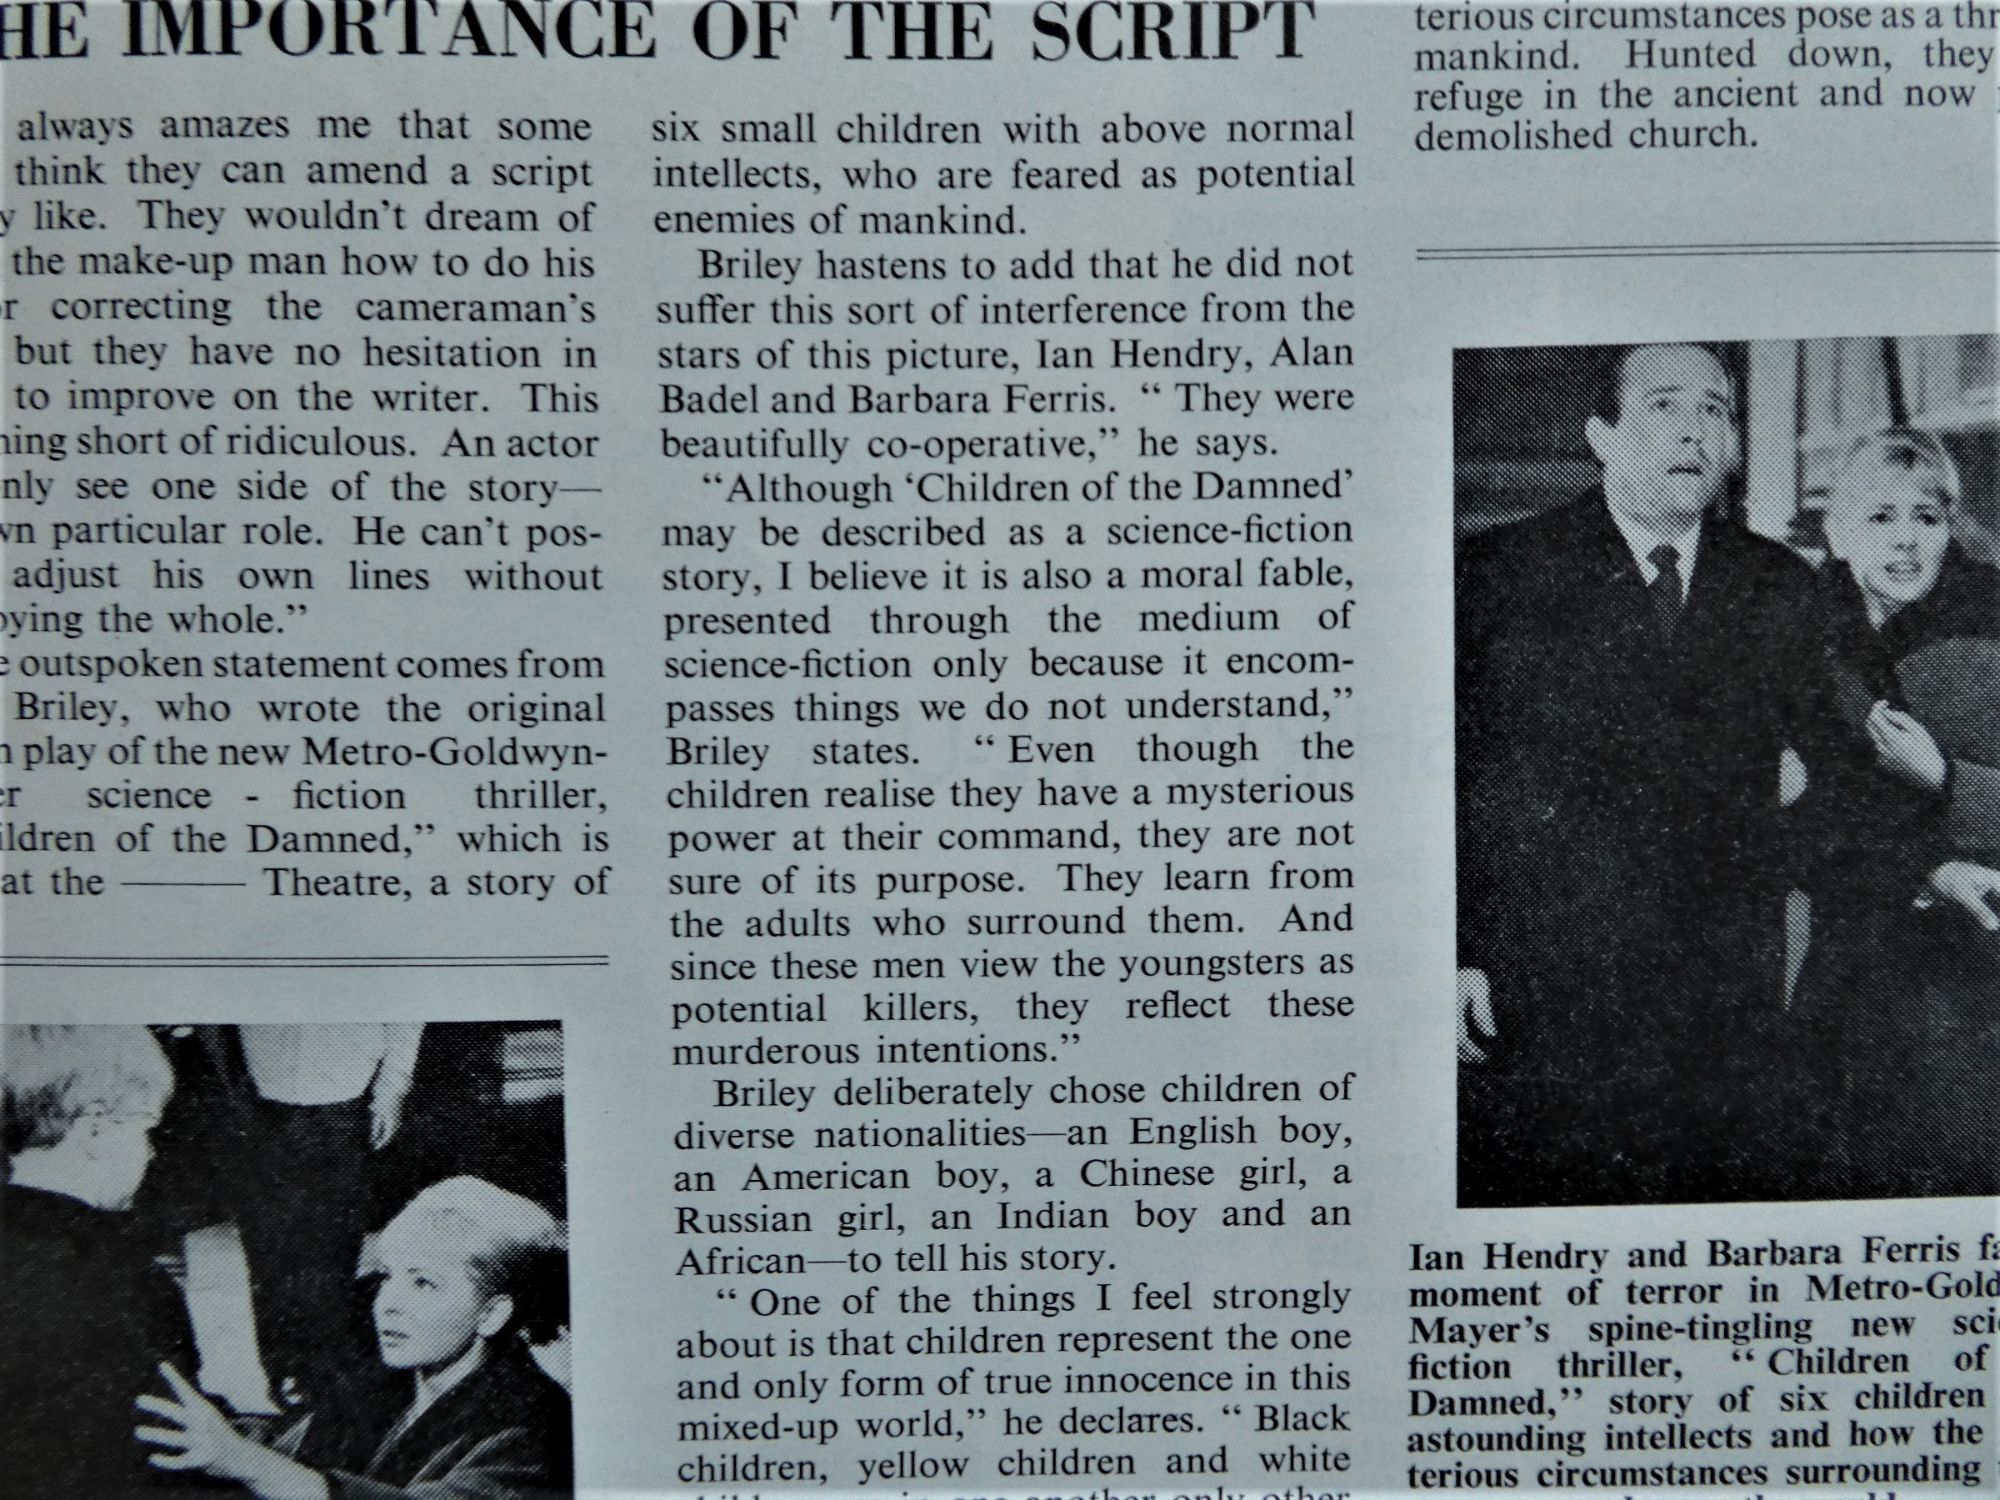 HE IMPORTANCE OF THE SCRIPT
always amazes me that some
think they can amend a script
y like. They wouldn't dream of
the make-up man how to do his
r correcting the cameraman's
but they have no hesitation in
to improve on the writer. This
ning short of ridiculous. An actor
nly see one side of the story—
wn particular role. He can't pos-
adjust his own lines without
oying the whole.”
e outspoken statement comes from
Briley, who wrote the original
n play of the new Metro-Goldwyn-
er science - fiction thriller,
ildren of the Damned,” which is
at the ——— Theatre, a story of
six small children with above normal
intellects, who are feared as potential
enemies of mankind.
Briley hastens to add that he did not
suffer this sort of interference from the
stars of this picture, Ian Hendry, Alan
Badel and Barbara Ferris. “They were
beautifully co-operative,” he says.
“Although ‘Children of the Damned’
may be described as a science-fiction
story, I believe it is also a moral fable,
presented through the medium of
science-fiction only because it encom-
passes things we do not understand,”
Briley states. “Even though the
children realise they have a mysterious
power at their command, they are not
sure of its purpose. They learn from
the adults who surround them. And
since these men view the youngsters as
potential killers, they reflect these
murderous intentions.”
Briley deliberately chose children of
diverse nationalities—an English boy,
an American boy, a Chinese girl, a
Russian girl, an Indian boy and an
African—to tell his story.
“One of the things I feel strongly
about is that children represent the one
and only form of true innocence in this
mixed-up world,” he declares. “Black
children, yellow children and white
terious circumstances pose as a thr
mankind. Hunted down, they
refuge in the ancient and now
demolished church.
Ian Hendry and Barbara Ferris fa
moment of terror in Metro-Gold
Mayer's spine-tingling new sci
fiction thriller, “Children of
Damned,” story of six children
astounding intellects and how the
terious circumstances surrounding